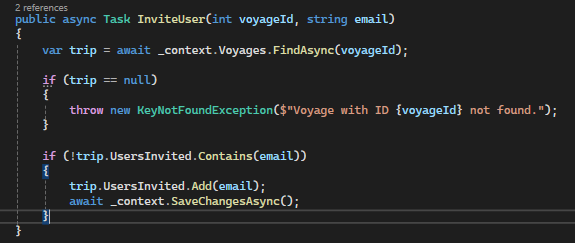 2 references
public async Task InviteUser(int voyageId, string email)
{
var trip = await _context.Voyages.FindAsync(voyageId);
if (trip == null)
{
throw new KeyNotFoundException($"Voyage with ID {voyageId} not found.");
}
if (!trip.UsersInvited.Contains(email))
{
trip.UsersInvited.Add(email);
await _context.SaveChangesAsync();
}
}